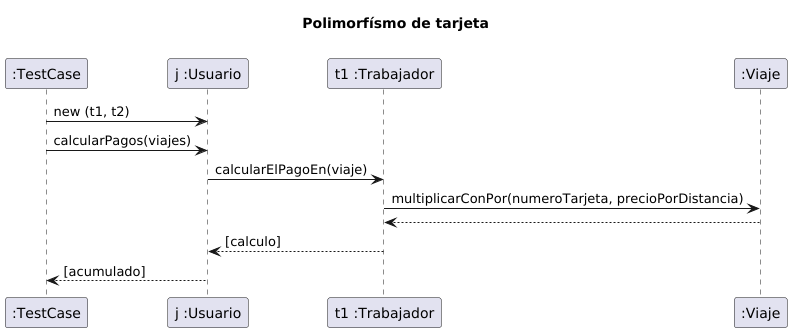 Polimorfísmo de tarjeta
:TestCase
j :Usuario
t1 :Trabajador
:Viaje
new (t1, t2)
calcularPagos(viajes)
calcularElPagoEn(viaje)
multiplicarConPor(numeroTarjeta, precioPorDistancia)
[calculo]
[acumulado]
:TestCase
j :Usuario
t1 :Trabajador
:Viaje